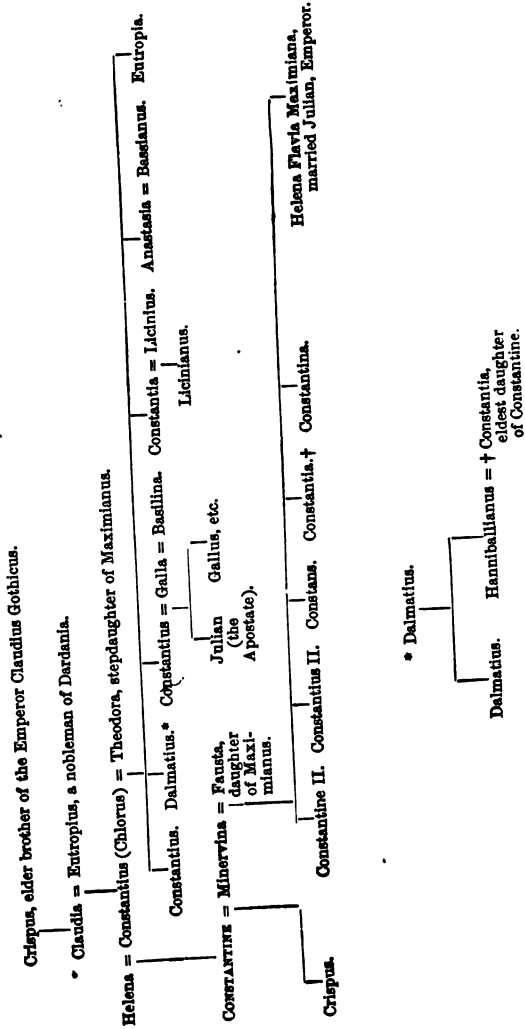 Crispus, elder brother of the Emperor Claudius Gothicus.
Claudia = Eutropius, a nobleman of Dardania.
Helena = Constantius (Chlorus) = Theodora, stepdaughter of Maximianus.
Constantius. Dalmatius.* Constantius = Galla = Basilina. Constantia = Licinius. Anastasia = Bassianus. Eutropia.
Julian
(the
Apostate).
Gallus, etc.
Licinianus.
CONSTANTINE = Minervina = Fausta,
daughter
of Maxi-
mianus.
Crispus.
Constantine II. Constantius II. Constans. Constantia.† Constantina. Helena Flavia Maximiana,
married Julian, Emperor.
* Dalmatius.
Dalmatius. Hanniballianus = † Constantia,
eldest daughter
of Constantine.